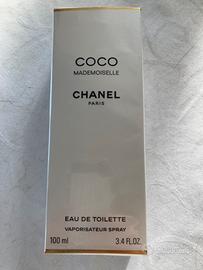 COCO
MADEMOISELLE
CHANEL
PARIS
EAU DE TOILETTE
VAPORISATEUR SPRAY
100 ml 3.4 FL.OZ.